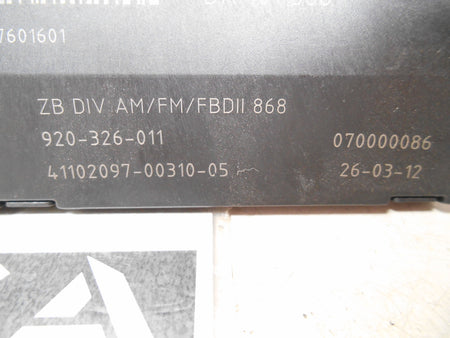 7601601
ZB DIV AM/FM/FBDII 868
920-326-011 070000086
41102097-00310-05 26-03-12